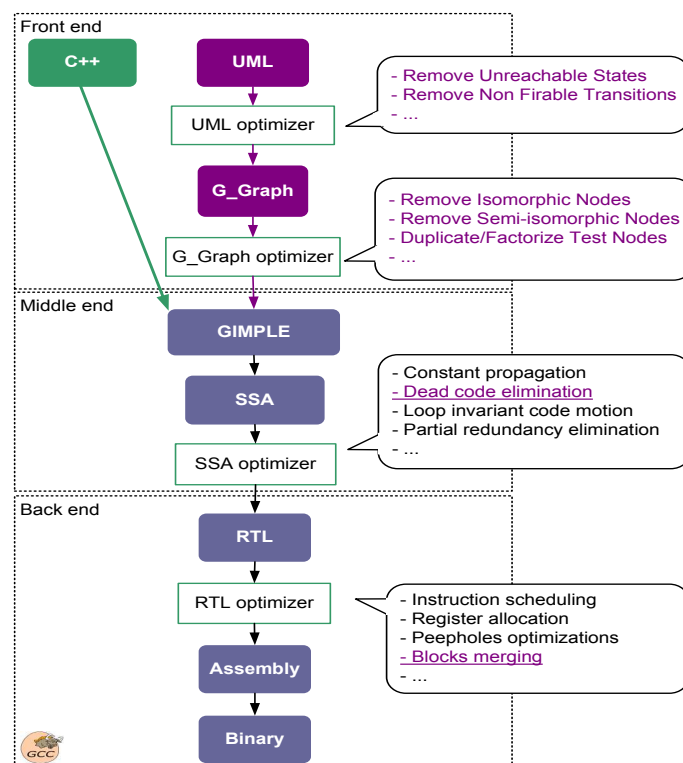 Front end
C++
UML
- Remove Unreachable States
- Remove Non Firable Transitions
- ...
UML optimizer
G_Graph
- Remove Isomorphic Nodes
- Remove Semi-isomorphic Nodes
- Duplicate/Factorize Test Nodes
- ...
G_Graph optimizer
Middle end
GIMPLE
SSA
- Constant propagation
- Dead code elimination
- Loop invariant code motion
- Partial redundancy elimination
- ...
SSA optimizer
Back end
RTL
RTL optimizer
- Instruction scheduling
- Register allocation
- Peepholes optimizations
- Blocks merging
- ...
Assembly
Binary
GCC